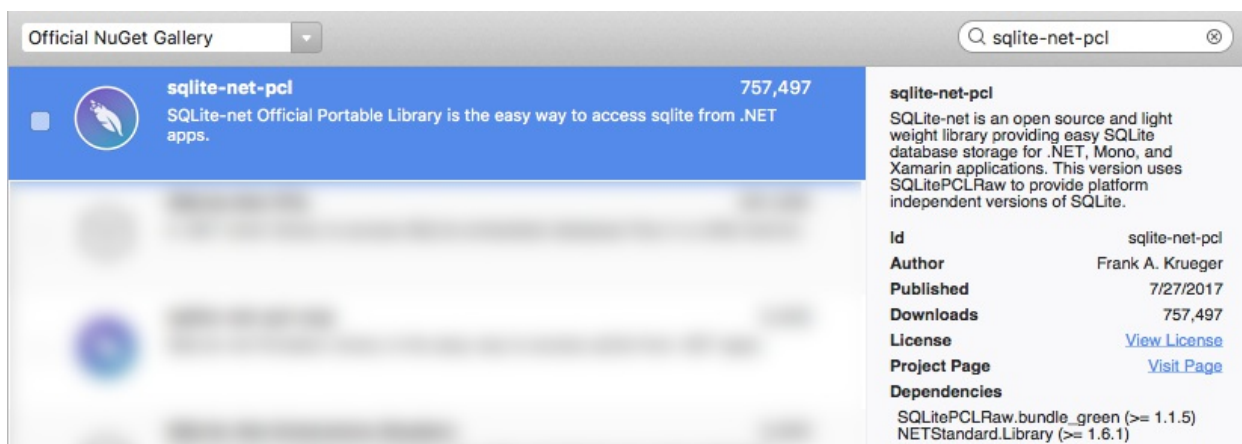 Official NuGet Gallery
sqlite-net-pcl
sqlite-net-pcl 757,497
SQLite-net Official Portable Library is the easy way to access sqlite from .NET
apps.
sqlite-net-pcl
SQLite-net is an open source and light
weight library providing easy SQLite
database storage for .NET, Mono, and
Xamarin applications. This version uses
SQLitePCLRaw to provide platform
independent versions of SQLite.
Id sqlite-net-pcl
Author Frank A. Krueger
Published 7/27/2017
Downloads 757,497
License View License
Project Page Visit Page
Dependencies
SQLitePCLRaw.bundle_green (>= 1.1.5)
NETStandard.Library (>= 1.6.1)